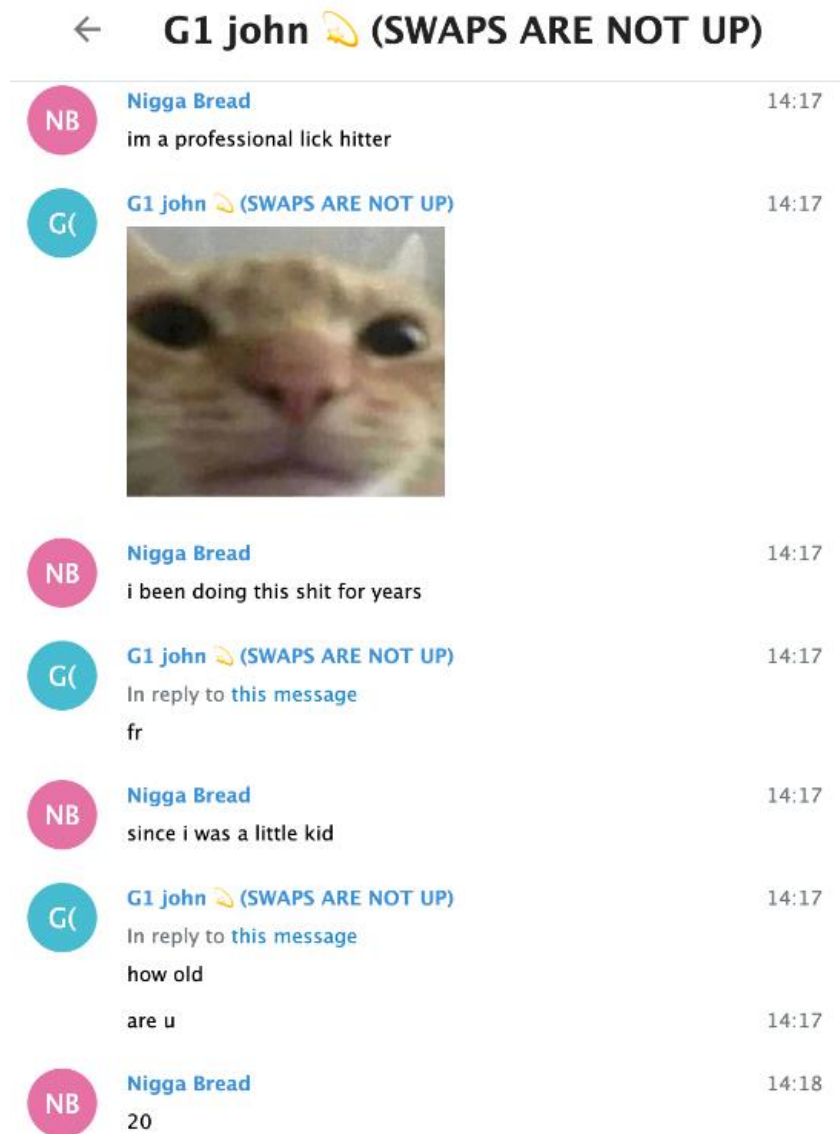 ← G1 john 💫 (SWAPS ARE NOT UP)
NB
Nigga Bread
14:17
im a professional lick hitter
G(
G1 john 💫 (SWAPS ARE NOT UP)
14:17
NB
Nigga Bread
14:17
i been doing this shit for years
G(
G1 john 💫 (SWAPS ARE NOT UP)
14:17
In reply to this message
fr
NB
Nigga Bread
14:17
since i was a little kid
G(
G1 john 💫 (SWAPS ARE NOT UP)
14:17
In reply to this message
how old
are u
14:17
NB
Nigga Bread
14:18
20